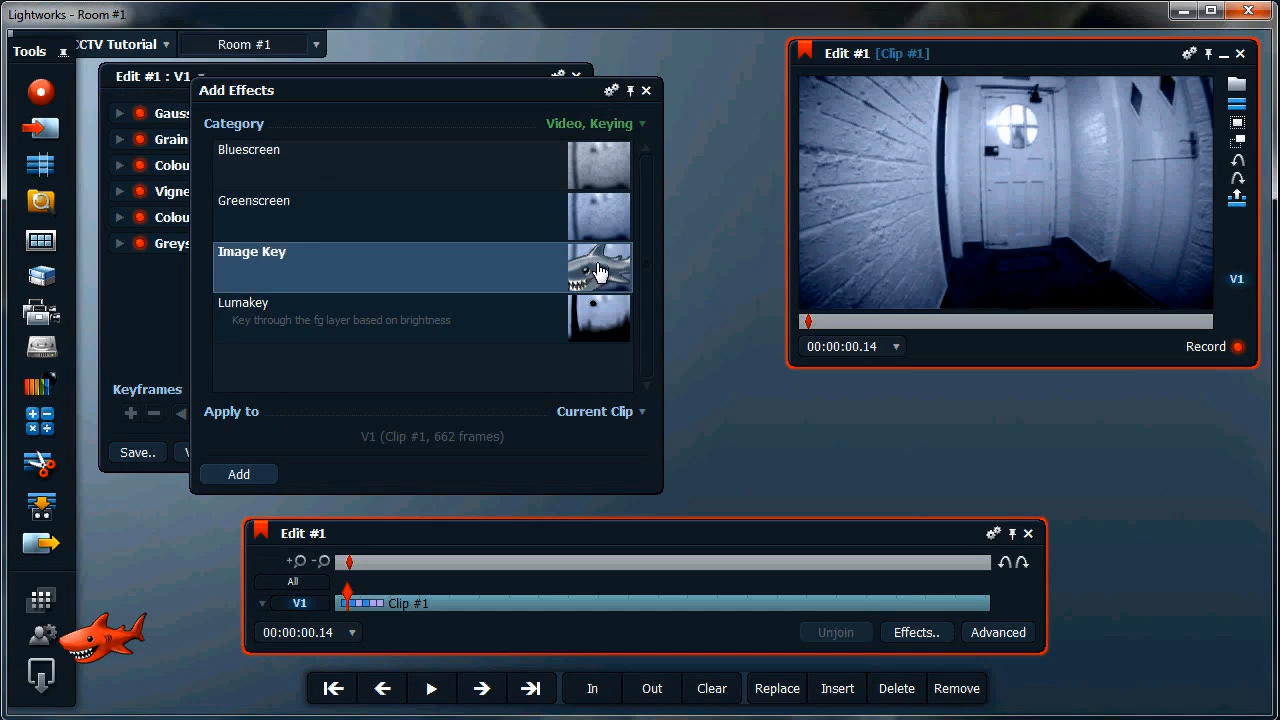 Lightworks - Room #1
Tools
CCTV Tutorial
Room #1
Edit #1 : V1
Gauss
Grain
Colou
Vigne
Colou
Greys
Keyframes
Save..
V
Add Effects
Category
Video, Keying
Bluescreen
Greenscreen
Image Key
Lumakey
Key through the fg layer based on brightness
Apply to
Current Clip
V1 (Clip #1, 662 frames)
Add
Edit #1 [Clip #1]
V1
00:00:00.14
Record
Edit #1
All
V1
Clip #1
00:00:00.14
Unjoin
Effects..
Advanced
In
Out
Clear
Replace
Insert
Delete
Remove